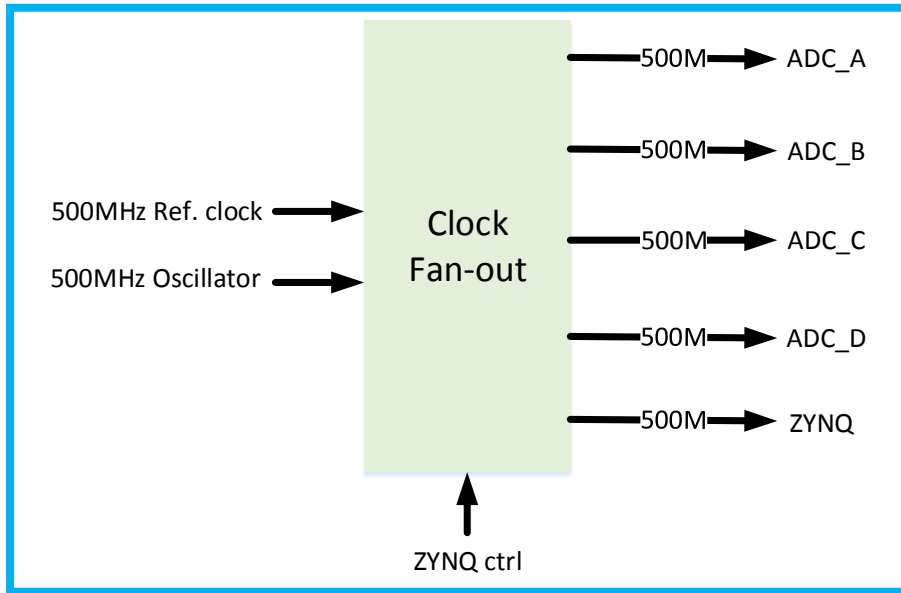 500M ADC_A
500M ADC_B
500MHz Ref. clock
Clock
Fan-out
500M ADC_C
500MHz Oscillator
500M ADC_D
500M ZYNQ
ZYNQ ctrl